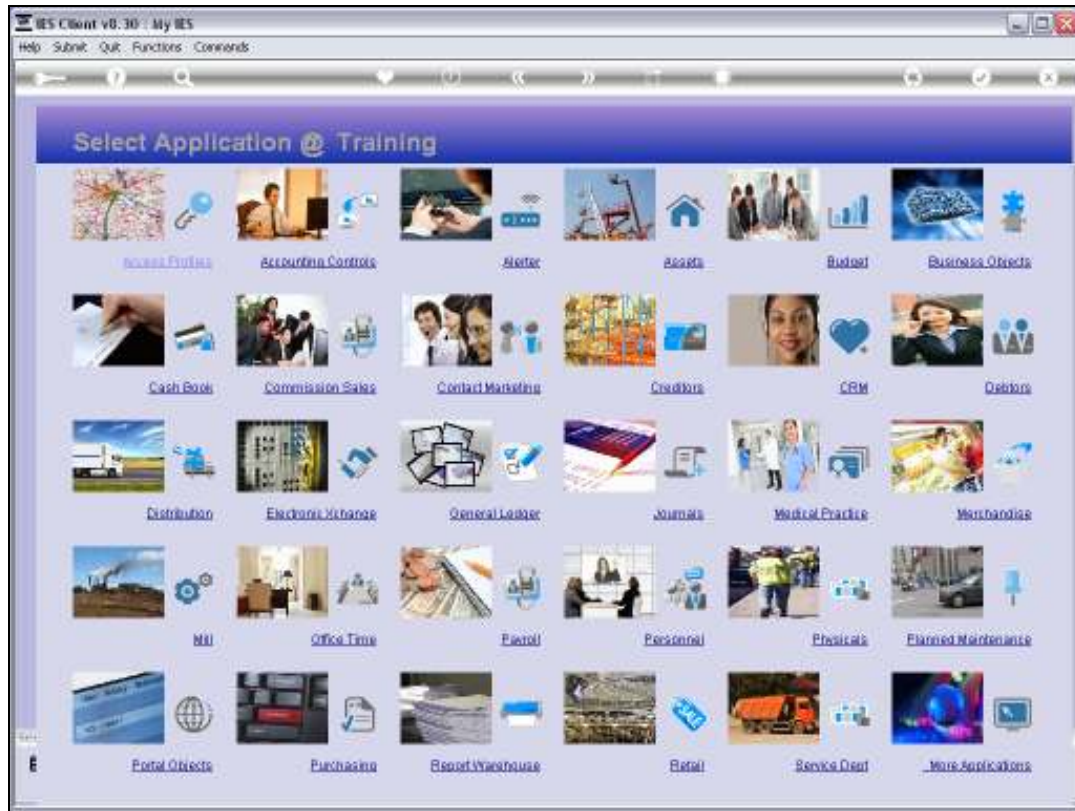 IES Client v8.30 : My IES
Help Submit Quit Functions Commands
Select Application @ Training
Access Profiles Accounting Controls Alerter Assets Budget Business Objects
Cash Book Commission Sales Contact Marketing Creditors CRM Debtors
Distribution Electronic Xchange General Ledger Journals Medical Practice Merchandise
Mill Office Time Payroll Personnel Physicals Planned Maintenance
Portal Objects Purchasing Report Warehouse Retail Service Dept ...More Applications